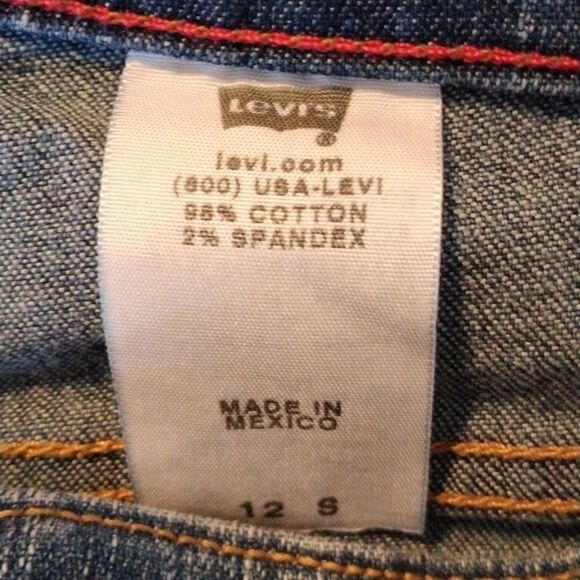 LEVI'S
®
levi.com
(800) USA-LEVI
98% COTTON
2% SPANDEX
MADE IN
MEXICO
12 S